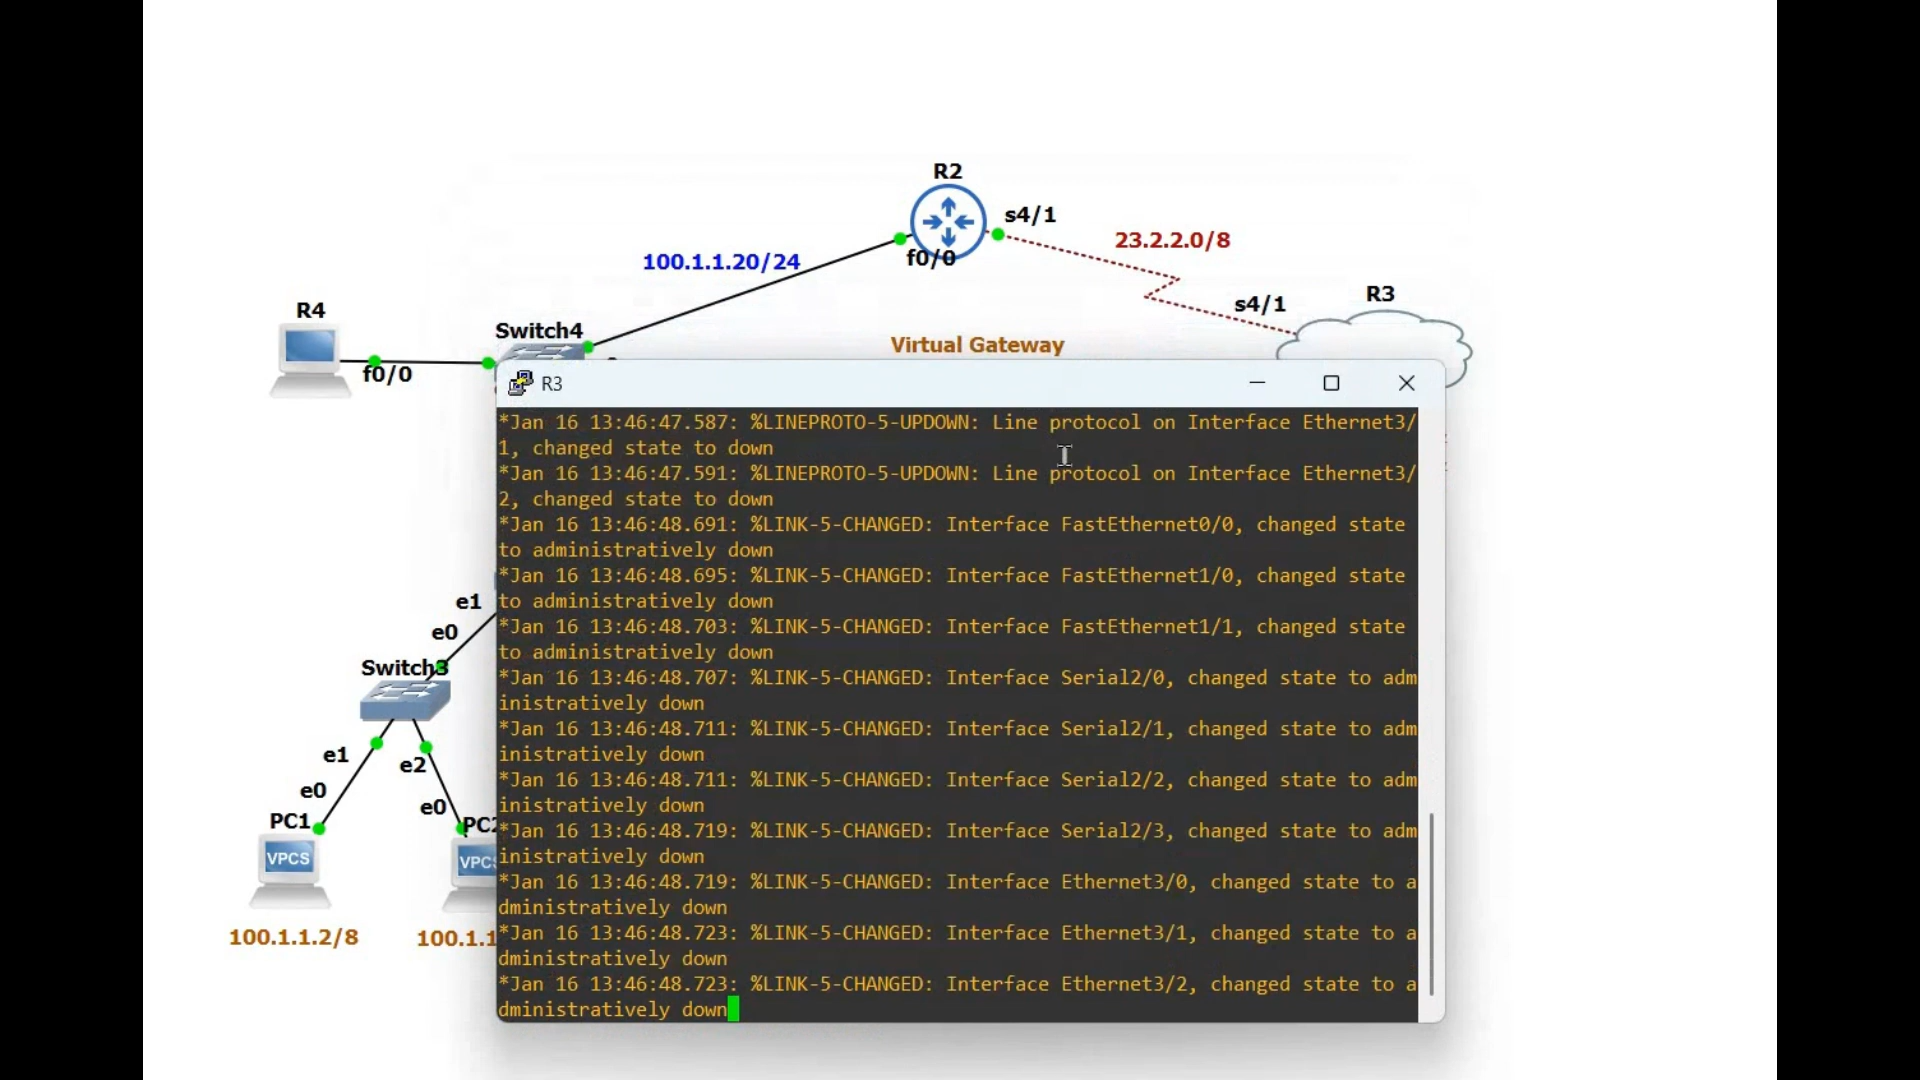 R2
s4/1
23.2.2.0/8
100.1.1.20/24
f0/0
R3
s4/1
R4
Switch4
Virtual Gateway
f0/0
R3
*Jan 16 13:46:47.587: %LINEPROTO-5-UPDOWN: Line protocol on Interface Ethernet3/
1, changed state to down
*Jan 16 13:46:47.591: %LINEPROTO-5-UPDOWN: Line protocol on Interface Ethernet3/
2, changed state to down
*Jan 16 13:46:48.691: %LINK-5-CHANGED: Interface FastEthernet0/0, changed state
to administratively down
*Jan 16 13:46:48.695: %LINK-5-CHANGED: Interface FastEthernet1/0, changed state
to administratively down
*Jan 16 13:46:48.703: %LINK-5-CHANGED: Interface FastEthernet1/1, changed state
to administratively down
*Jan 16 13:46:48.707: %LINK-5-CHANGED: Interface Serial2/0, changed state to adm
inistratively down
*Jan 16 13:46:48.711: %LINK-5-CHANGED: Interface Serial2/1, changed state to adm
inistratively down
*Jan 16 13:46:48.711: %LINK-5-CHANGED: Interface Serial2/2, changed state to adm
inistratively down
*Jan 16 13:46:48.719: %LINK-5-CHANGED: Interface Serial2/3, changed state to adm
inistratively down
*Jan 16 13:46:48.719: %LINK-5-CHANGED: Interface Ethernet3/0, changed state to a
dministratively down
*Jan 16 13:46:48.723: %LINK-5-CHANGED: Interface Ethernet3/1, changed state to a
dministratively down
*Jan 16 13:46:48.723: %LINK-5-CHANGED: Interface Ethernet3/2, changed state to a
dministratively down
e1
e0
Switch3
e1
e2
e0
e0
PC1
PC2
VPCS
VPCS
100.1.1.2/8
100.1.1